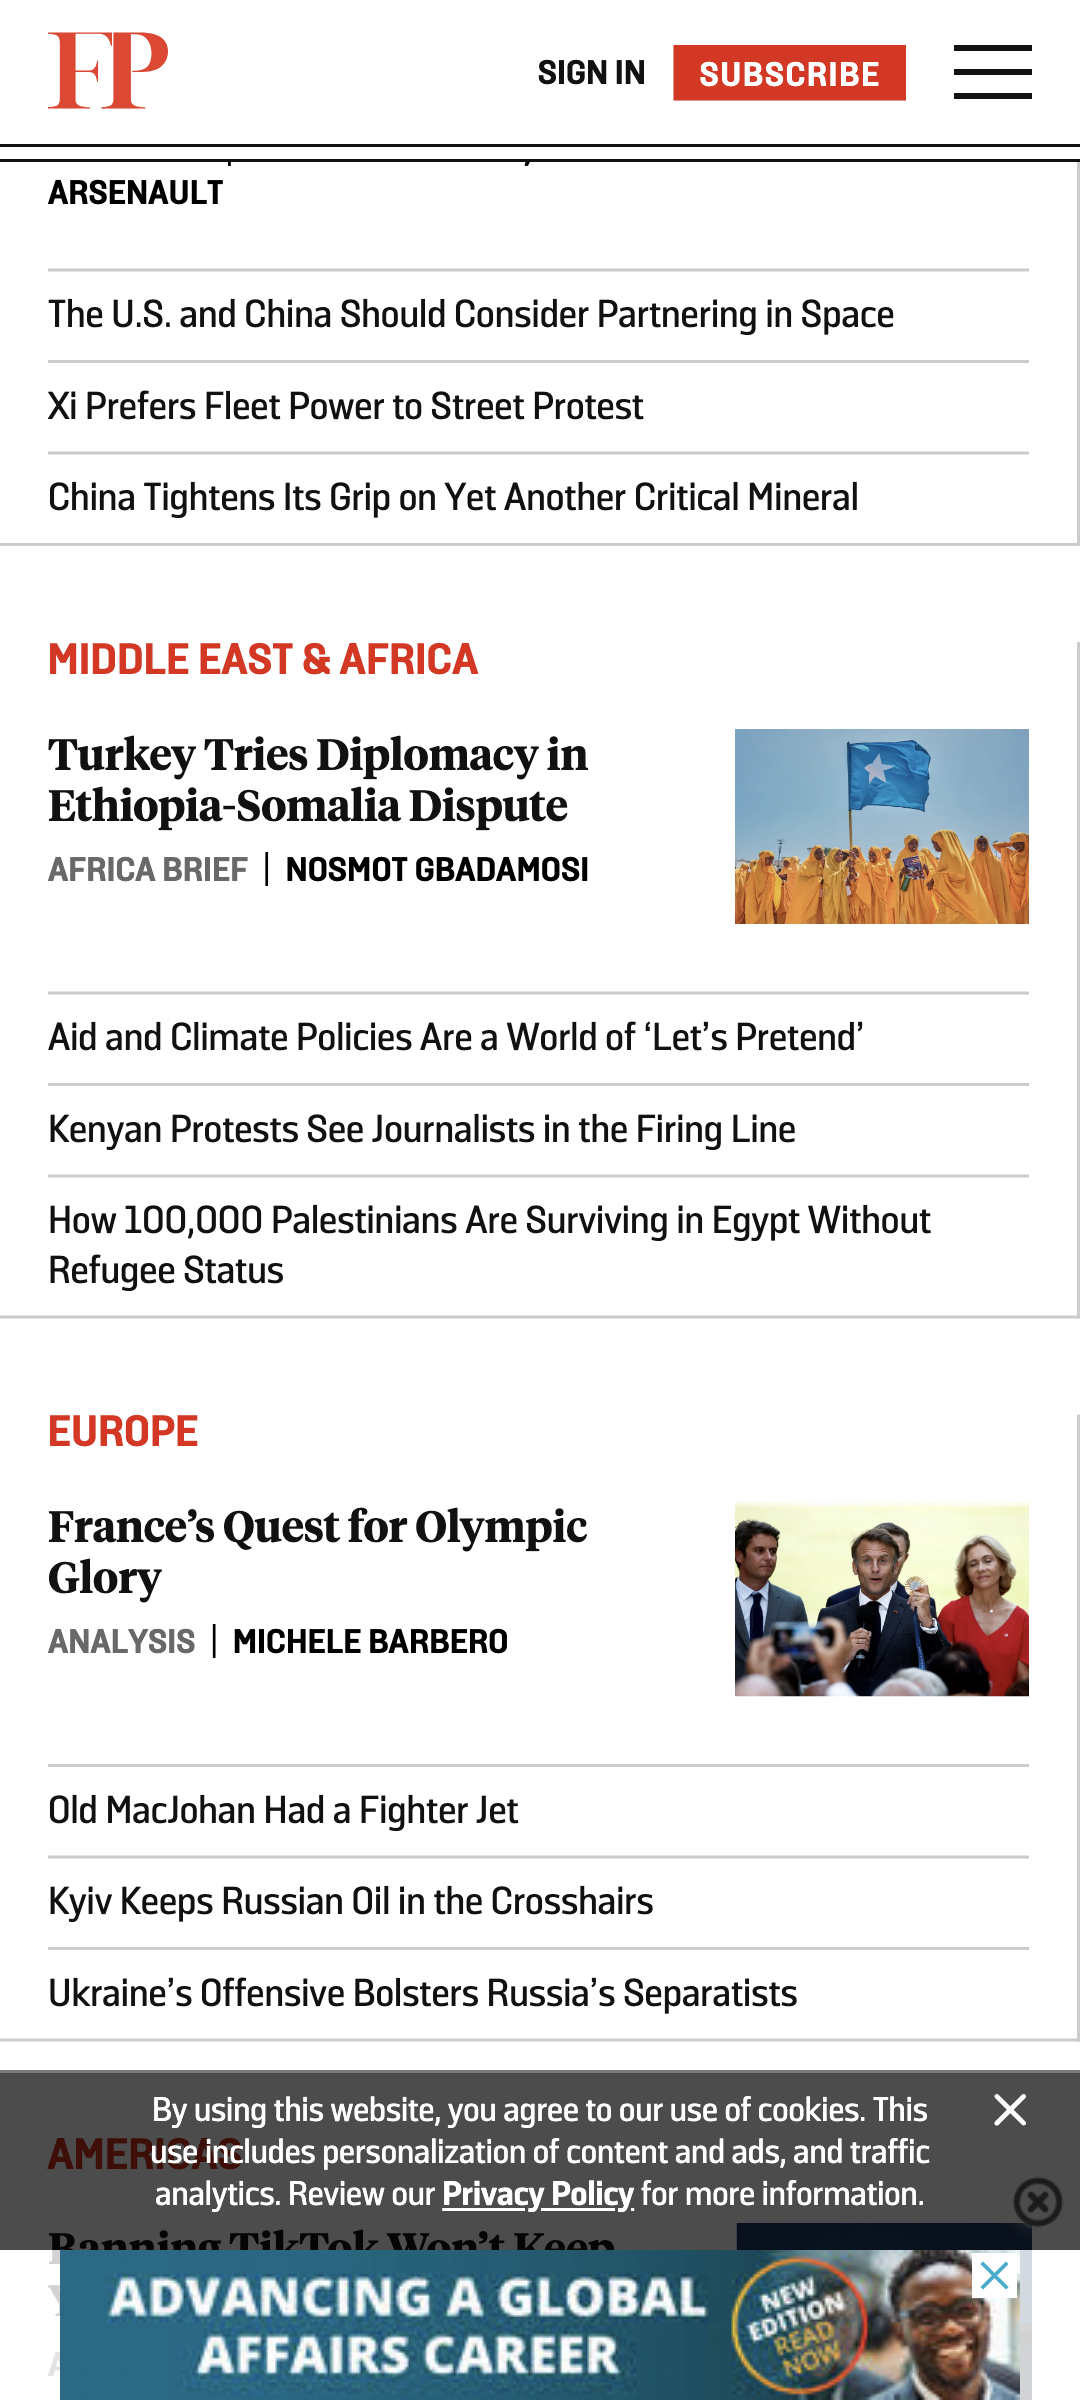 FP
SIGN IN
SUBSCRIBE
ARSENAULT
The U.S. and China Should Consider Partnering in Space
Xi Prefers Fleet Power to Street Protest
China Tightens Its Grip on Yet Another Critical Mineral
MIDDLE EAST & AFRICA
Turkey Tries Diplomacy in
Ethiopia-Somalia Dispute
AFRICA BRIEF | NOSMOT GBADAMOSI
Aid and Climate Policies Are a World of ‘Let’s Pretend’
Kenyan Protests See Journalists in the Firing Line
How 100,000 Palestinians Are Surviving in Egypt Without
Refugee Status
EUROPE
France’s Quest for Olympic
Glory
ANALYSIS | MICHELE BARBERO
Old MacJohan Had a Fighter Jet
Kyiv Keeps Russian Oil in the Crosshairs
Ukraine’s Offensive Bolsters Russia’s Separatists
By using this website, you agree to our use of cookies. This
use includes personalization of content and ads, and traffic
analytics. Review our Privacy Policy for more information.
AMERICAS
Banning TikTok Won’t Keep
ADVANCING A GLOBAL
AFFAIRS CAREER
NEW
EDITION
READ
NOW